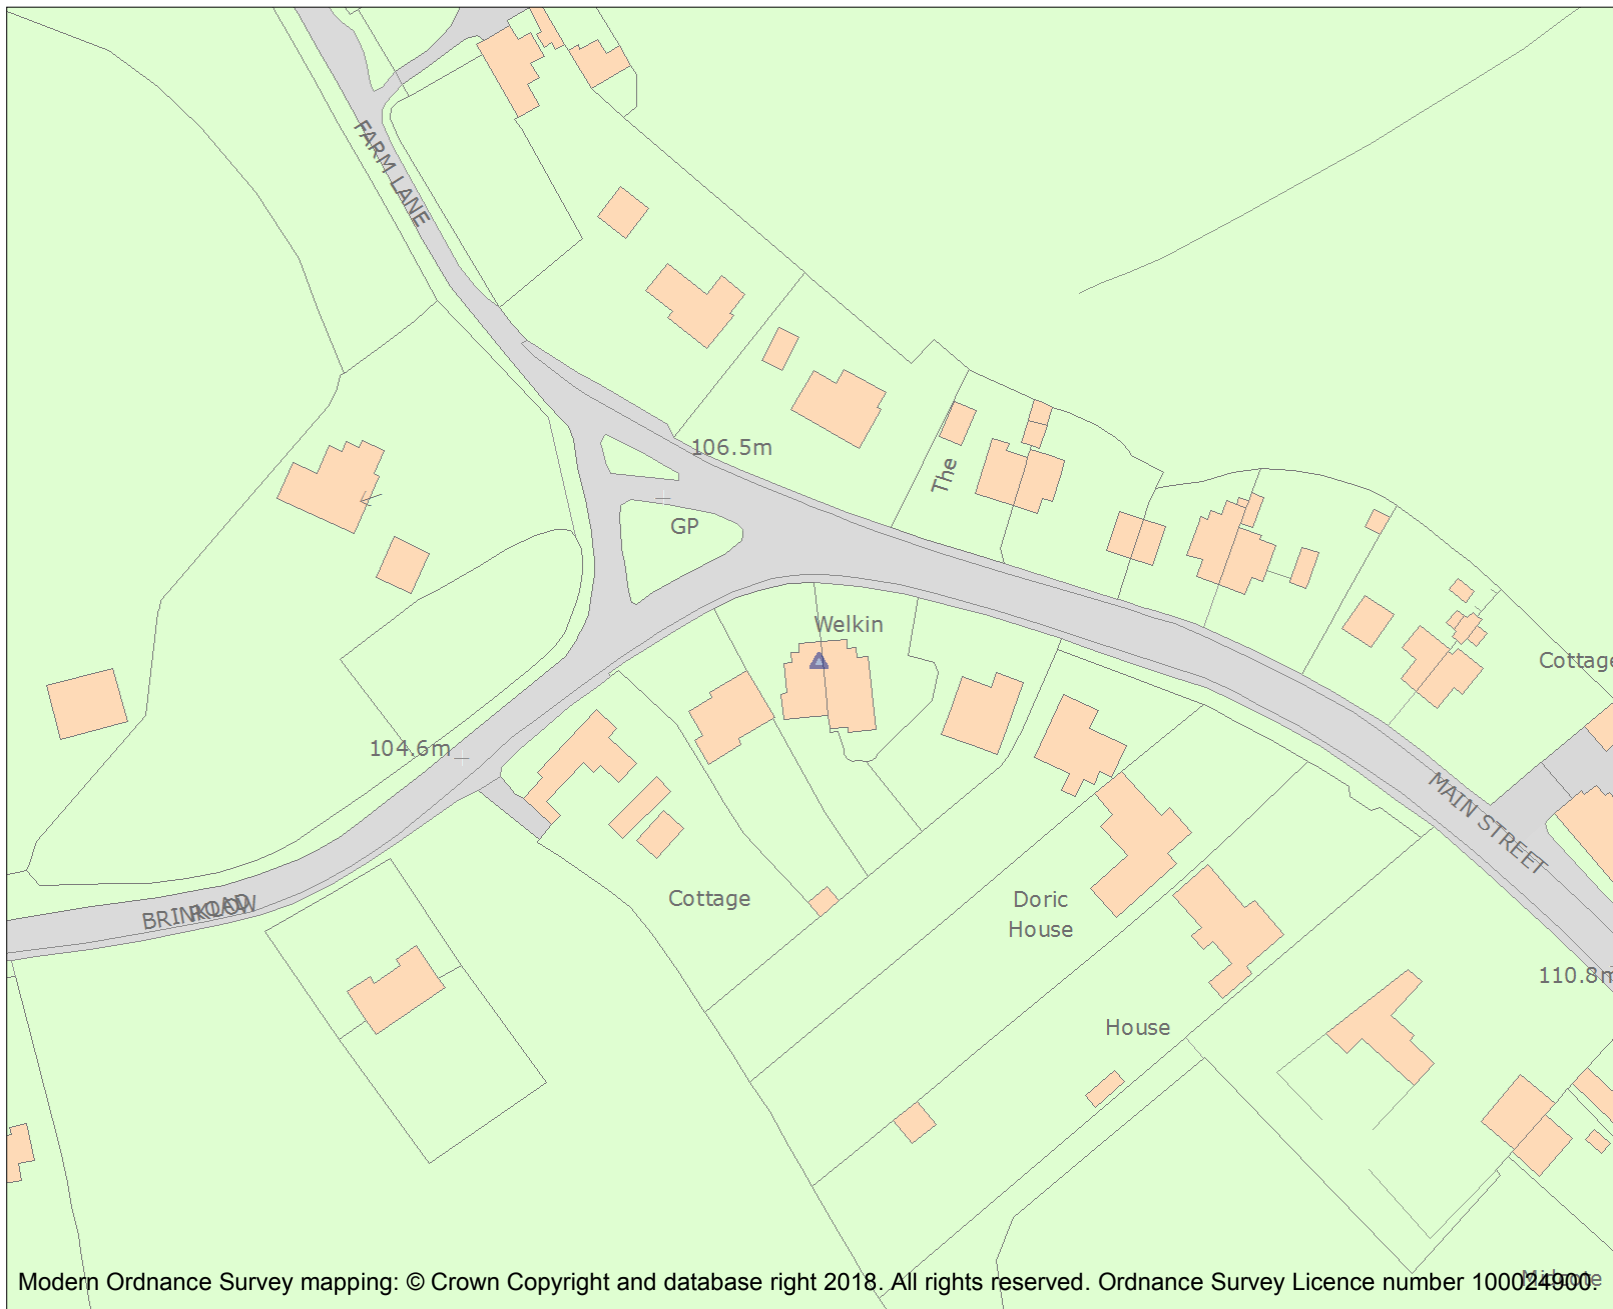 FARM LANE
106.5m
The
GP
Welkin
Cottage
104.6m
MAIN STREET
Cottage
Doric
House
BRINKLOW
ROAD
110.8m
House
Modern Ordnance Survey mapping: © Crown Copyright and database right 2018. All rights reserved. Ordnance Survey Licence number 100024900.